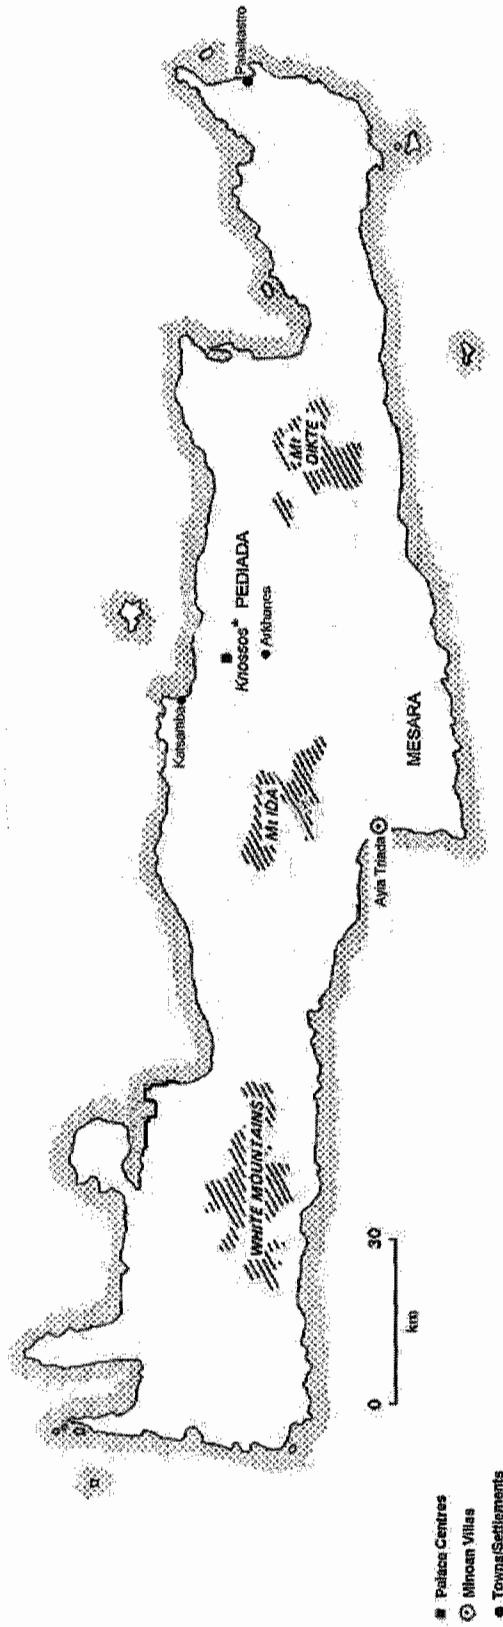 Palaikastro
Mt
DIKTE
PEDIADA
Knossos
Arkhanes
Katsamba
Mt IDA
MESARA
Ayia Triada
WHITE MOUNTAINS
0
30
km
Palace Centres
Minoan Villas
Towns/Settlements